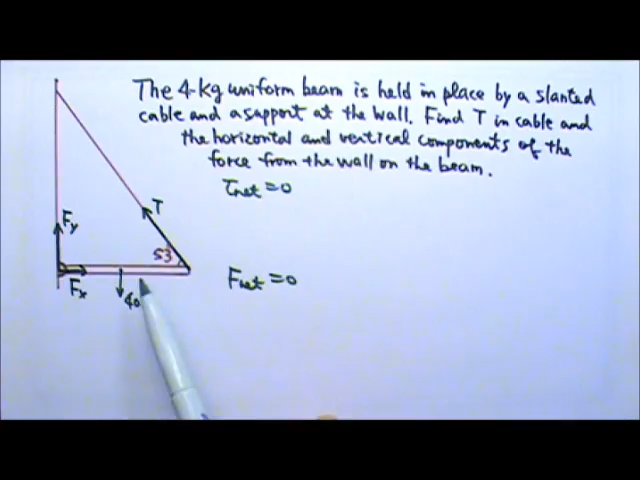 The 4-kg uniform beam is held in place by a slanted
cable and a support at the wall. Find T in cable and
the horizontal and vertical components of the
force from the wall on the beam.
τnet = 0
T
Fy
53
Fnet = 0
Fx
40